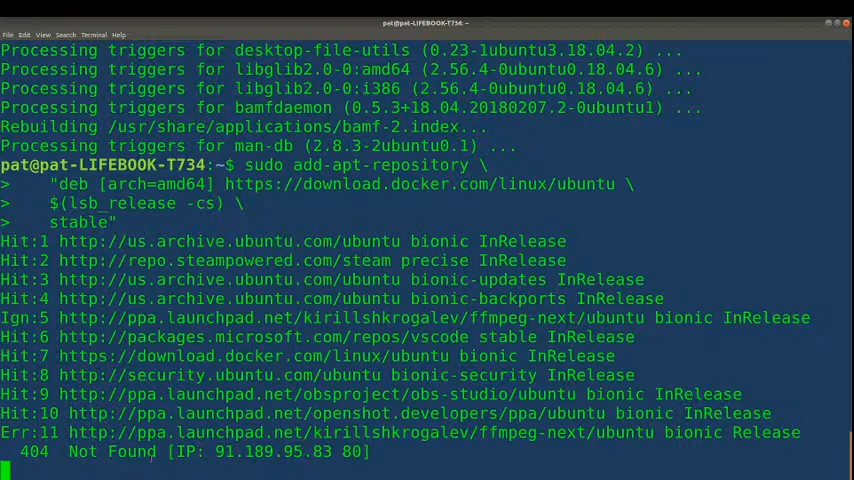 pat@pat-LIFEBOOK-T734: ~
File Edit View Search Terminal Help
Processing triggers for desktop-file-utils (0.23-1ubuntu3.18.04.2) ...
Processing triggers for libglib2.0-0:amd64 (2.56.4-0ubuntu0.18.04.6) ...
Processing triggers for libglib2.0-0:i386 (2.56.4-0ubuntu0.18.04.6) ...
Processing triggers for bamfdaemon (0.5.3+18.04.20180207.2-0ubuntu1) ...
Rebuilding /usr/share/applications/bamf-2.index...
Processing triggers for man-db (2.8.3-2ubuntu0.1) ...
pat@pat-LIFEBOOK-T734:~$ sudo add-apt-repository \
>    "deb [arch=amd64] https://download.docker.com/linux/ubuntu \
>    $(lsb_release -cs) \
>    stable"
Hit:1 http://us.archive.ubuntu.com/ubuntu bionic InRelease
Hit:2 http://repo.steampowered.com/steam precise InRelease
Hit:3 http://us.archive.ubuntu.com/ubuntu bionic-updates InRelease
Hit:4 http://us.archive.ubuntu.com/ubuntu bionic-backports InRelease
Ign:5 http://ppa.launchpad.net/kirillshkrogalev/ffmpeg-next/ubuntu bionic InRelease
Hit:6 http://packages.microsoft.com/repos/vscode stable InRelease
Hit:7 https://download.docker.com/linux/ubuntu bionic InRelease
Hit:8 http://security.ubuntu.com/ubuntu bionic-security InRelease
Hit:9 http://ppa.launchpad.net/obsproject/obs-studio/ubuntu bionic InRelease
Hit:10 http://ppa.launchpad.net/openshot.developers/ppa/ubuntu bionic InRelease
Err:11 http://ppa.launchpad.net/kirillshkrogalev/ffmpeg-next/ubuntu bionic Release
  404  Not Found [IP: 91.189.95.83 80]